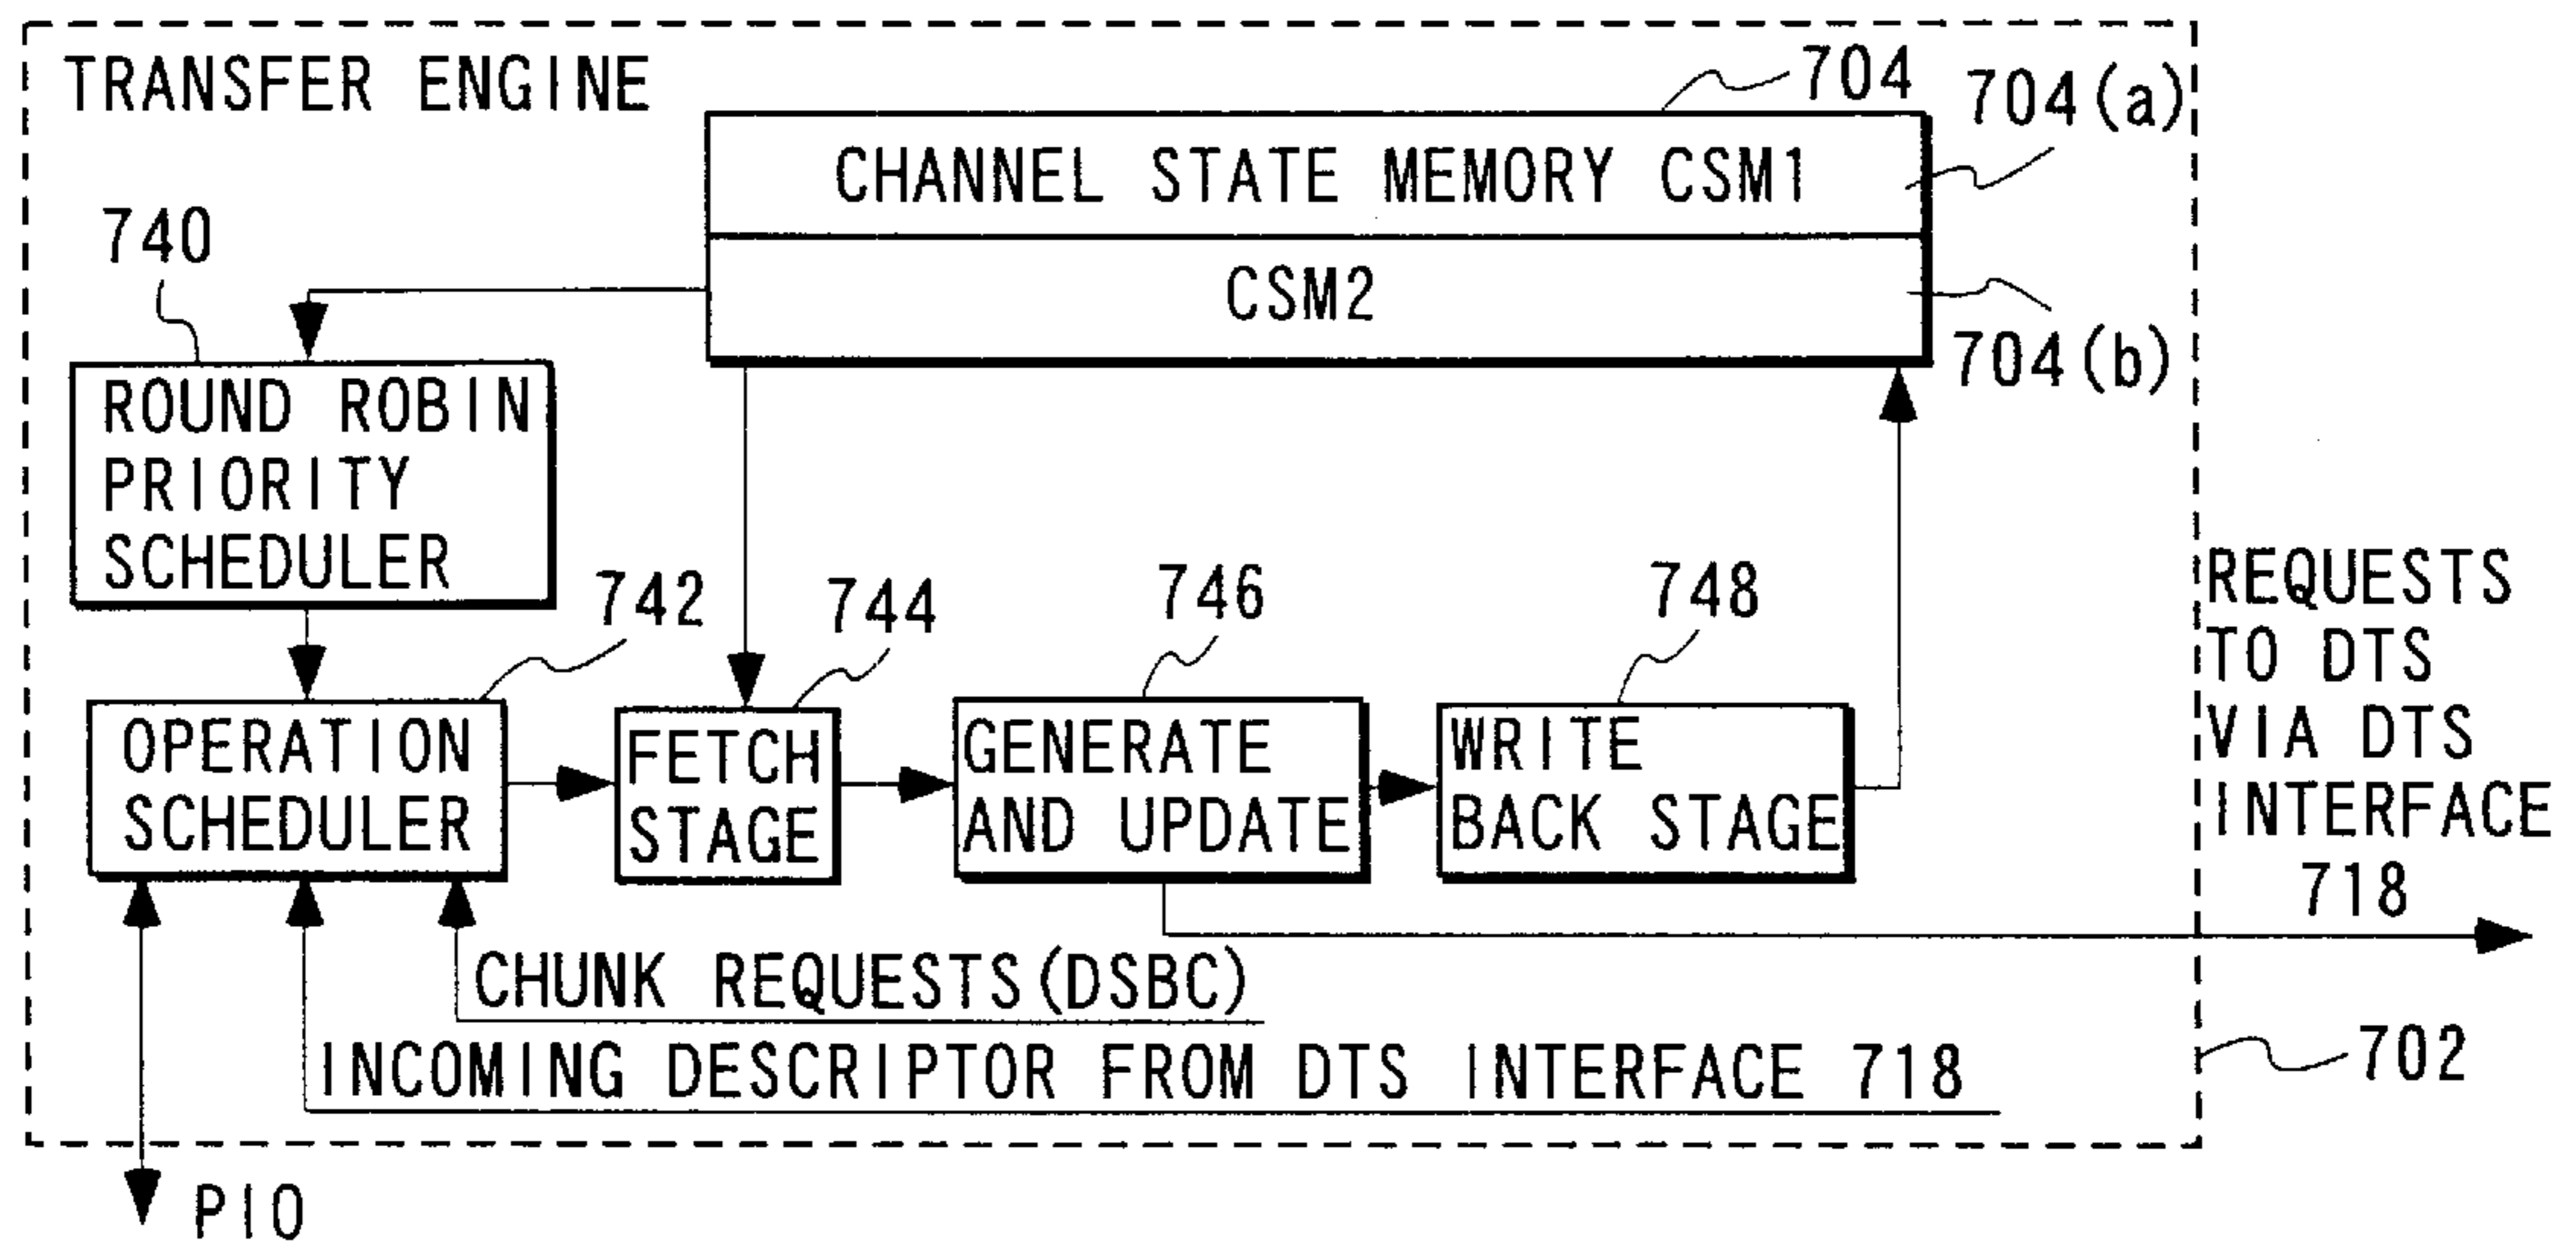 TRANSFER ENGINE
704
704(a)
CHANNEL STATE MEMORY CSM1
740
CSM2
704(b)
ROUND ROBIN
PRIORITY
SCHEDULER
742
744
746
748
REQUESTS
TO DTS
VIA DTS
INTERFACE
718
OPERATION
SCHEDULER
FETCH
STAGE
GENERATE
AND UPDATE
WRITE
BACK STAGE
CHUNK REQUESTS(DSBC)
INCOMING DESCRIPTOR FROM DTS INTERFACE 718
702
PIO